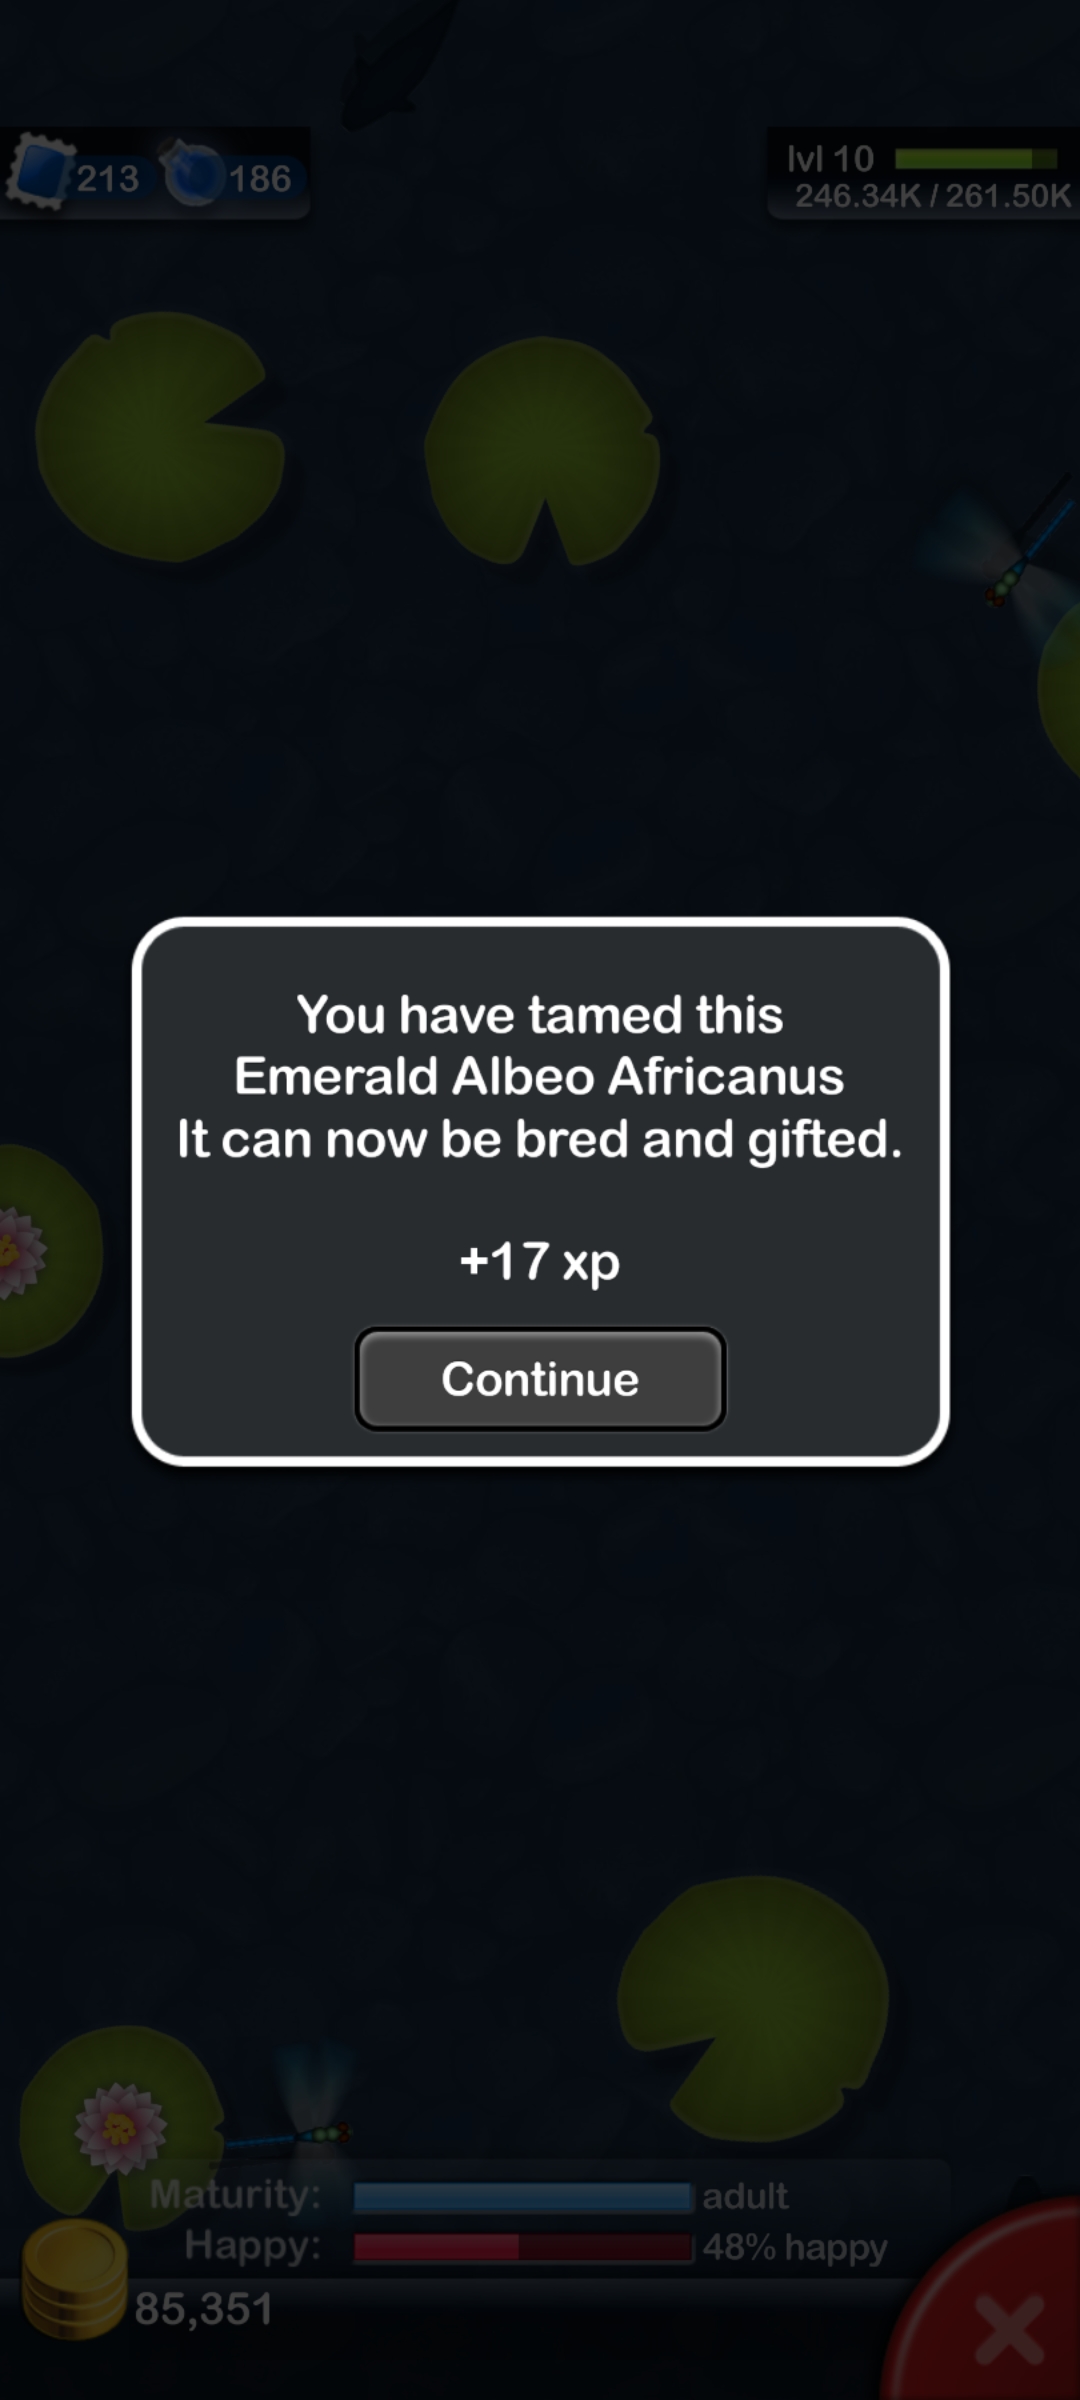 213
186
lvl 10
246.34K / 261.50K
You have tamed this
Emerald Albeo Africanus
It can now be bred and gifted.
+17 xp
Continue
Maturity: adult
Happy: 48% happy
85,351